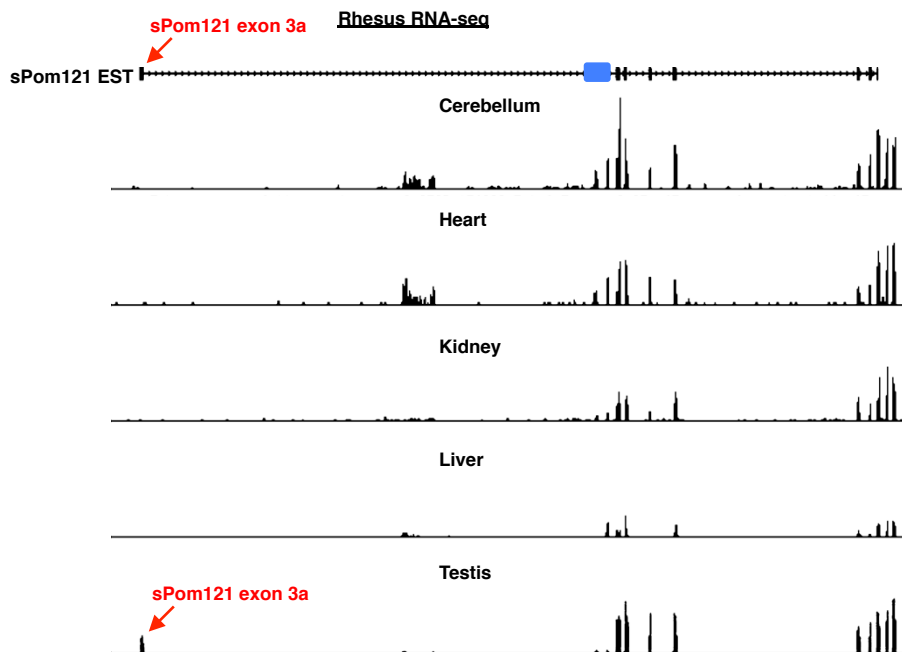 Rhesus RNA-seq
sPom121 exon 3a
sPom121 EST
Cerebellum
Heart
Kidney
Liver
Testis
sPom121 exon 3a